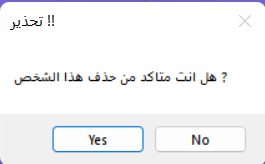 تحذير !!
هل انت متاكد من حذف هذا الشخص ?
Yes
No